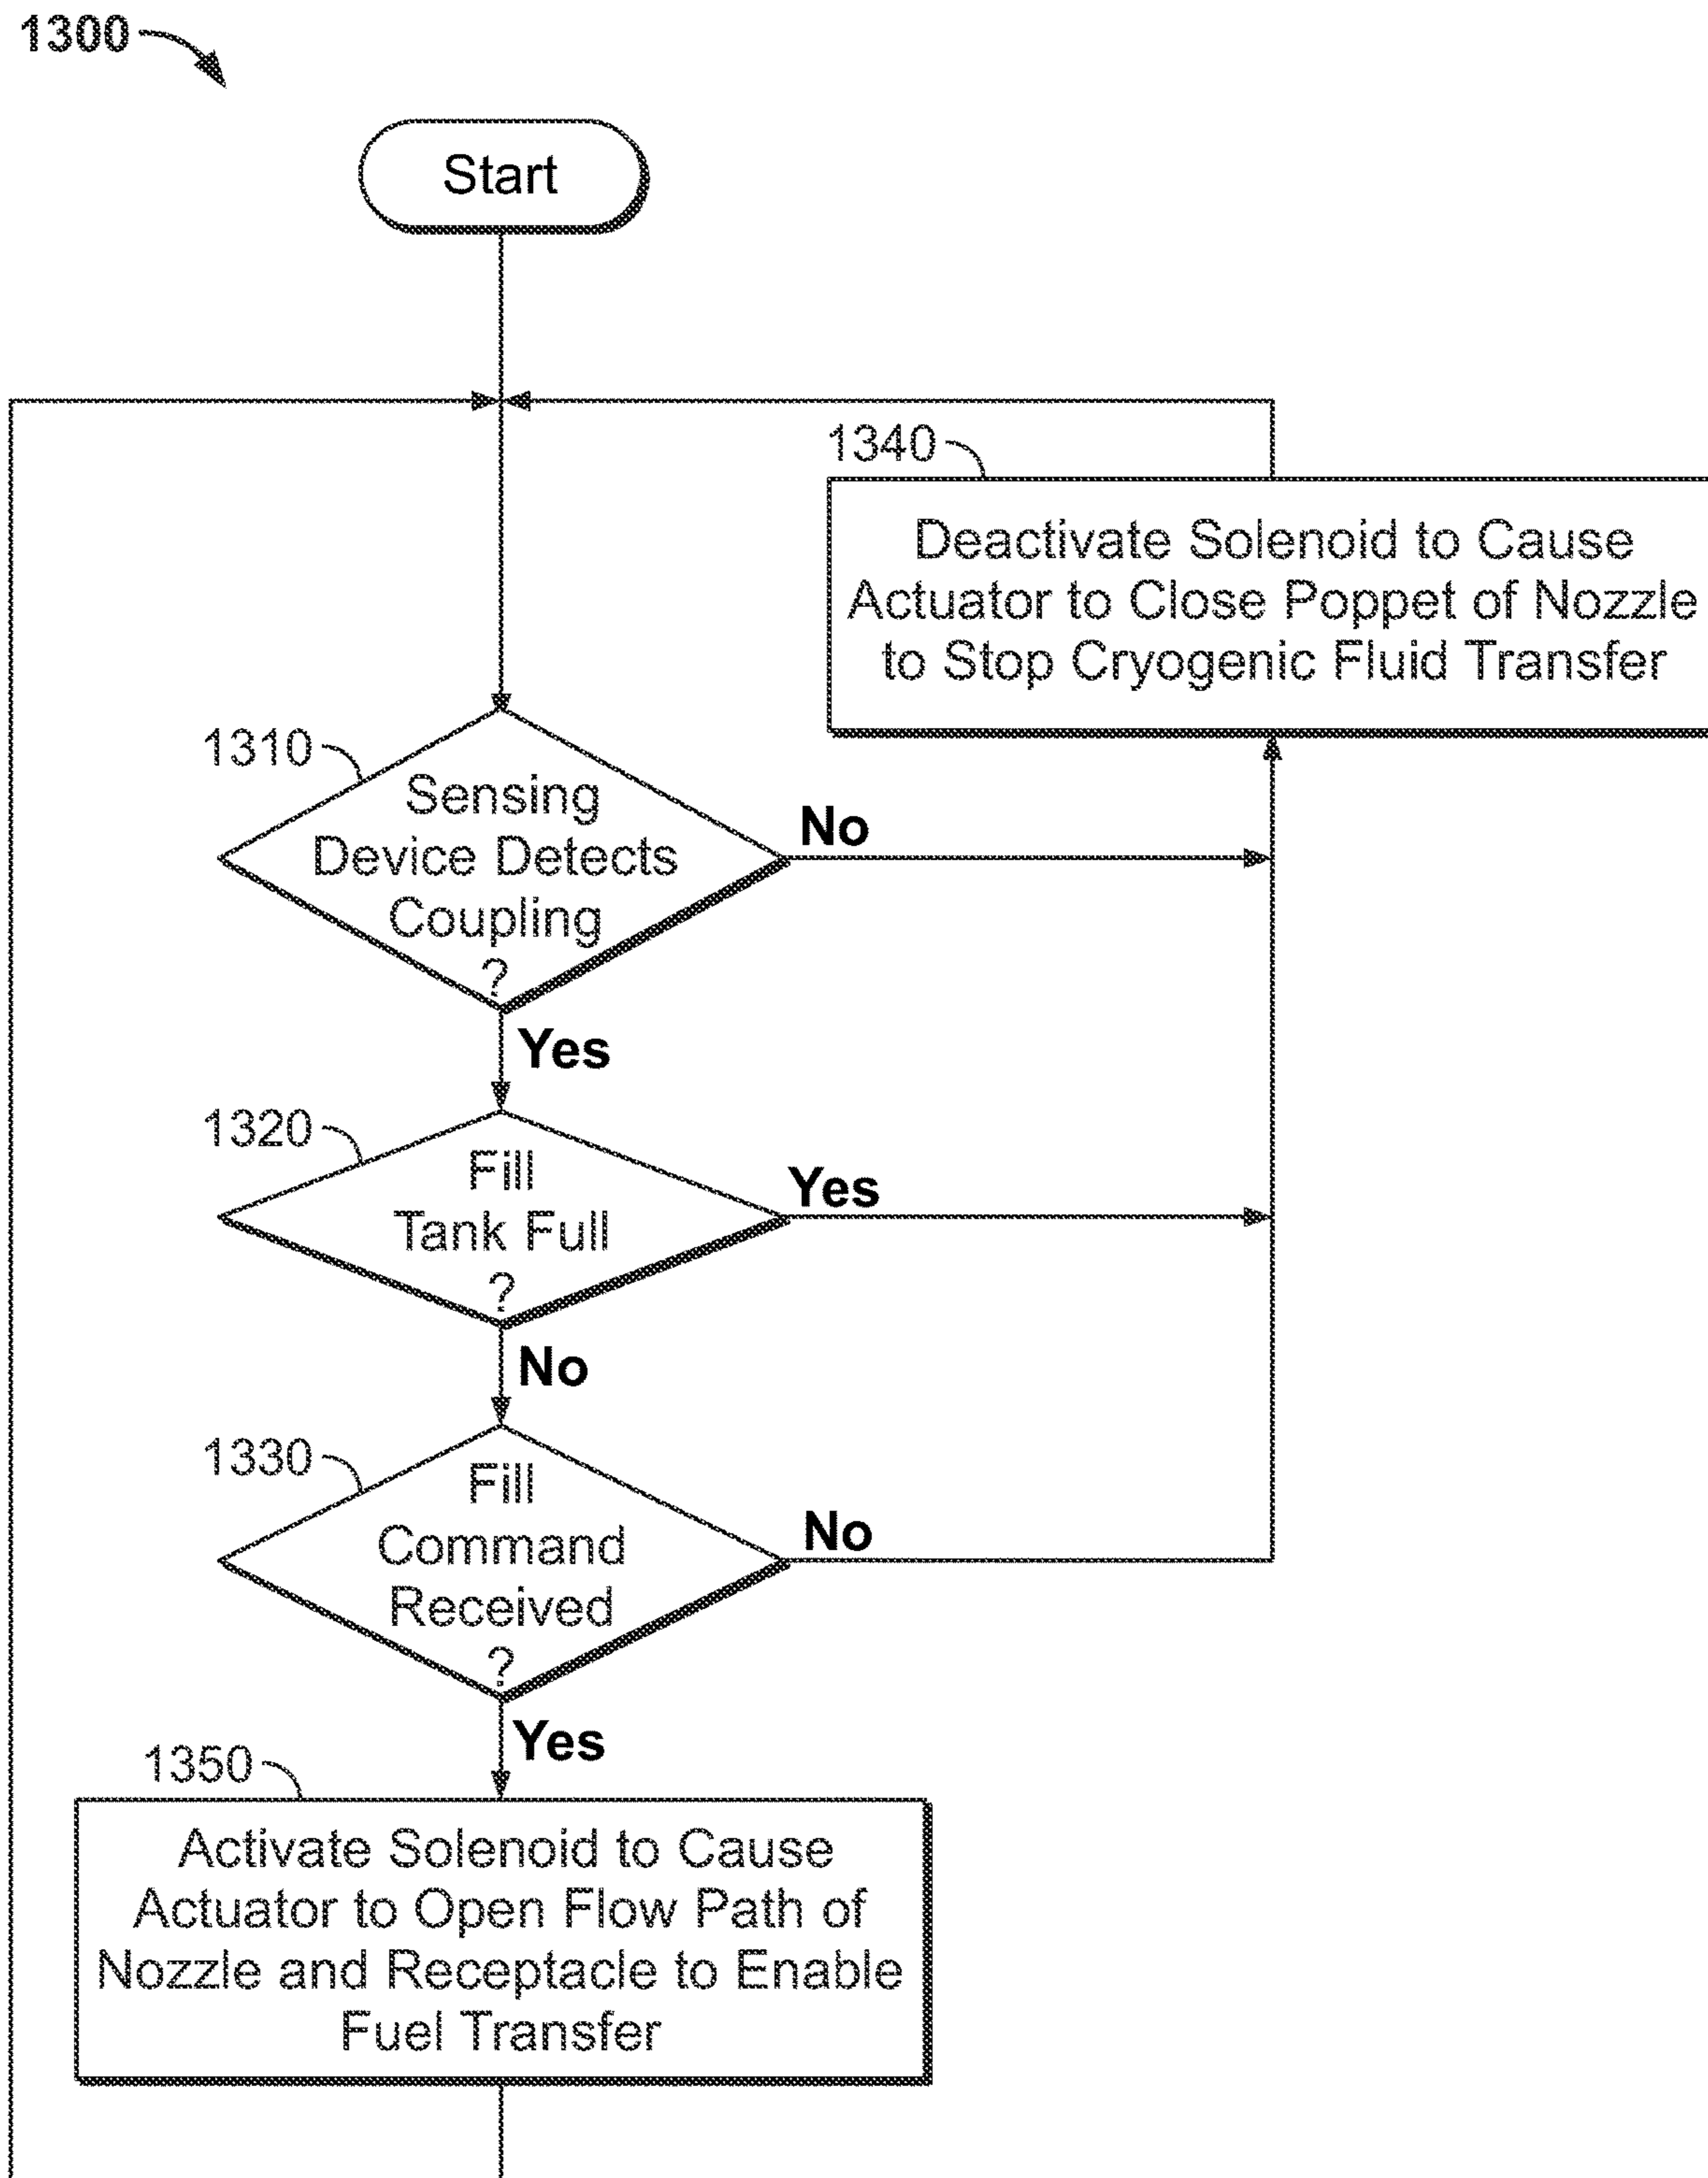 1300
Start
1340
Deactivate Solenoid to Cause
Actuator to Close Poppet of Nozzle
to Stop Cryogenic Fluid Transfer
1310
Sensing
Device Detects
Coupling
?
No
Yes
1320
Fill
Tank Full
?
Yes
No
1330
Fill
Command
Received
?
No
Yes
1350
Activate Solenoid to Cause
Actuator to Open Flow Path of
Nozzle and Receptacle to Enable
Fuel Transfer